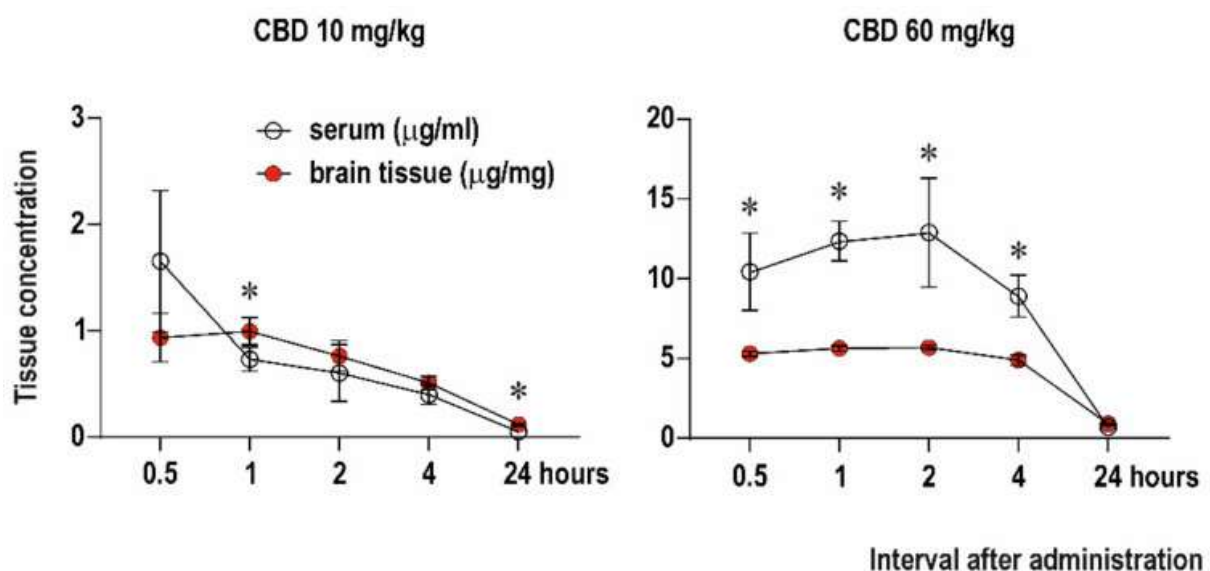 CBD 10 mg/kg
CBD 60 mg/kg
Tissue concentration
3
2
1
0
serum (μg/ml)
brain tissue (μg/mg)
*
*
0.5 1 2 4 24 hours
20
15
10
5
0
*
*
*
*
0.5 1 2 4 24 hours
Interval after administration